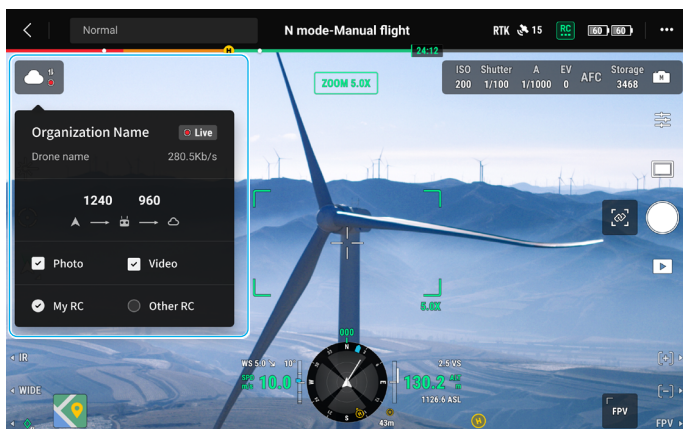 Normal
N mode-Manual flight
RTK 15
RC
60 60
24:12
H
ZOOM 5.0X
ISO 200
Shutter 1/100
A 1/1000
EV 0
AFC
Storage 3468
M
Organization Name
Live
Drone name
280.5Kb/s
1240 960
Photo
Video
My RC
Other RC
5.0X
000
IR
WIDE
WS 5.0
10
SPD
10.0
N
E
S
W
2.5 VS
130.2
ALT
1126.6 ASL
H
43m
H
FPV
FPV